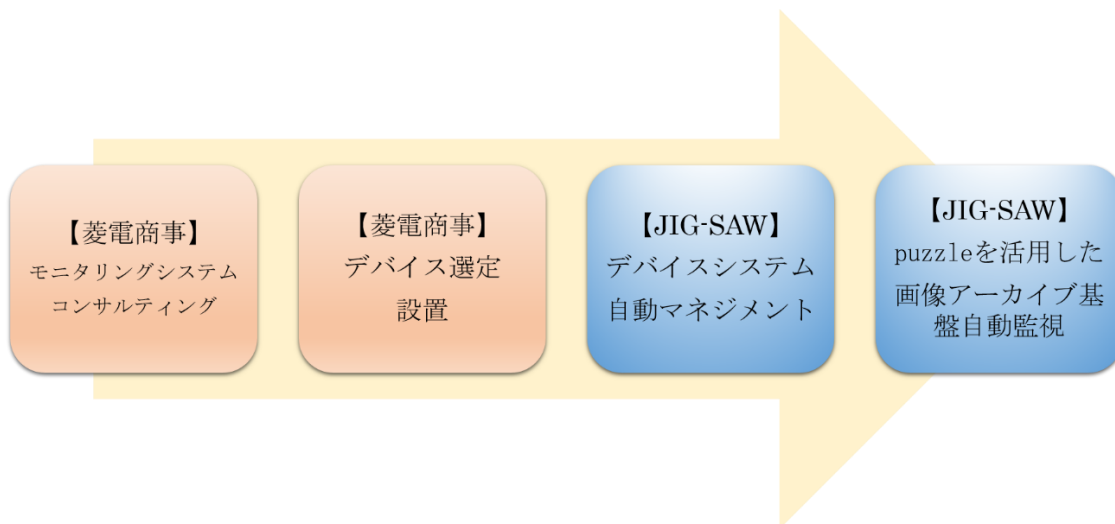 【菱電商事】
モニタリングシステム
コンサルティング
【菱電商事】
デバイス選定
設置
【JIG-SAW】
デバイスシステム
自動マネジメント
【JIG-SAW】
puzzleを活用した
画像アーカイブ基
盤自動監視